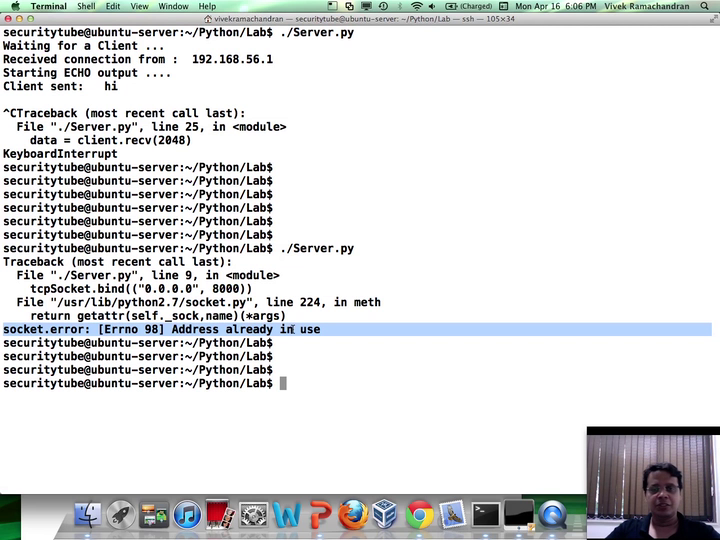 Terminal Shell Edit View Window Help (Charged) Mon Apr 16 6:06 PM Vivek Ramachandran
vivekramachandran — securitytube@ubuntu-server: ~/Python/Lab — ssh — 105×34
securitytube@ubuntu-server:~/Python/Lab$ ./Server.py
Waiting for a Client ...
Received connection from :  192.168.56.1
Starting ECHO output ....
Client sent:   hi
^CTraceback (most recent call last):
  File "./Server.py", line 25, in <module>
    data = client.recv(2048)
KeyboardInterrupt
securitytube@ubuntu-server:~/Python/Lab$
securitytube@ubuntu-server:~/Python/Lab$
securitytube@ubuntu-server:~/Python/Lab$
securitytube@ubuntu-server:~/Python/Lab$
securitytube@ubuntu-server:~/Python/Lab$
securitytube@ubuntu-server:~/Python/Lab$
securitytube@ubuntu-server:~/Python/Lab$ ./Server.py
Traceback (most recent call last):
  File "./Server.py", line 9, in <module>
    tcpSocket.bind(("0.0.0.0", 8000))
  File "/usr/lib/python2.7/socket.py", line 224, in meth
    return getattr(self._sock,name)(*args)
socket.error: [Errno 98] Address already in use
securitytube@ubuntu-server:~/Python/Lab$
securitytube@ubuntu-server:~/Python/Lab$
securitytube@ubuntu-server:~/Python/Lab$
securitytube@ubuntu-server:~/Python/Lab$